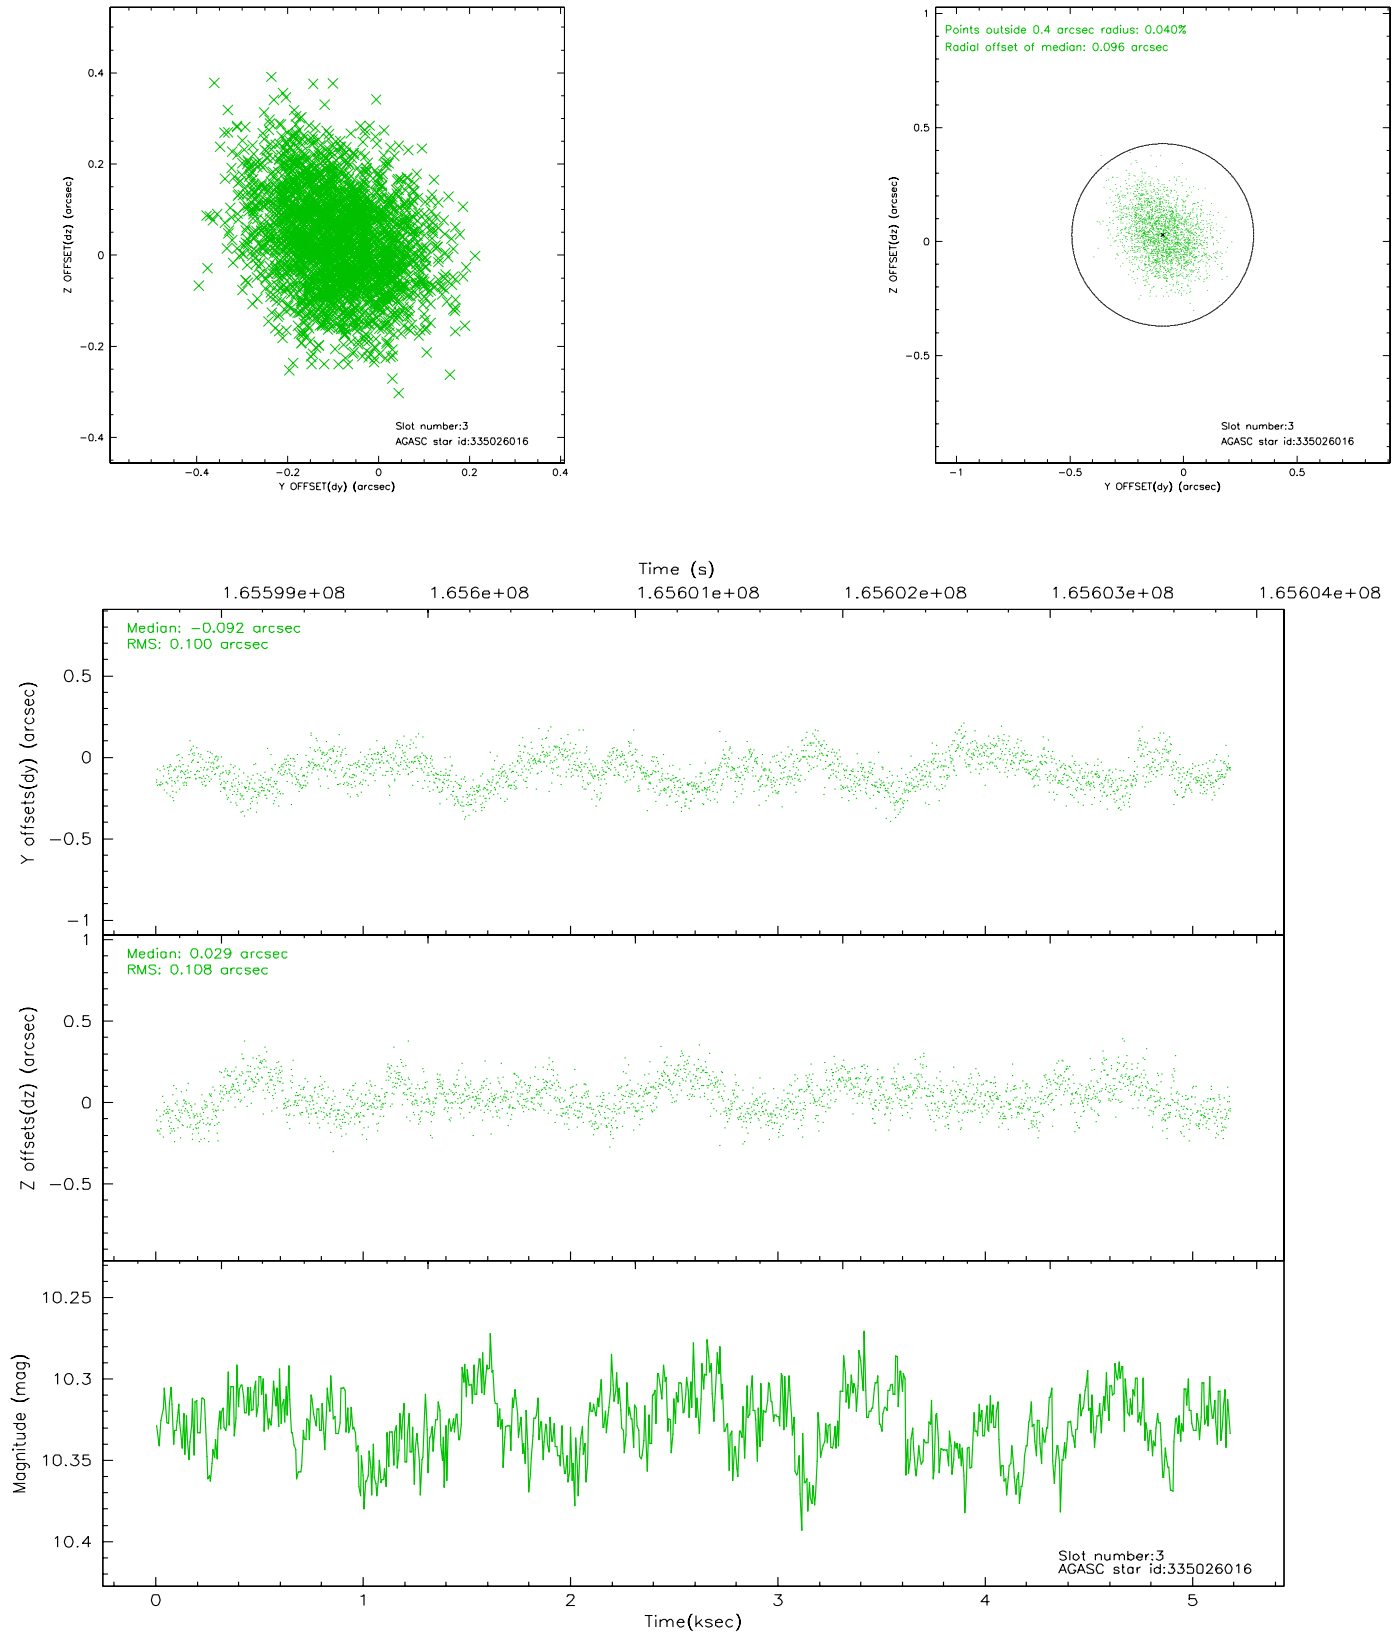 0.4
0.2
0
-0.2
-0.4
Z OFFSET(dz) (arcsec)
Slot number:3
AGASC star id:335026016
-0.4 -0.2 0 0.2 0.4
Y OFFSET(dy) (arcsec)
Points outside 0.4 arcsec radius: 0.040%
Radial offset of median: 0.096 arcsec
1
0.5
0
-0.5
Z OFFSET(dz) (arcsec)
Slot number:3
AGASC star id:335026016
-1 -0.5 0 0.5
Y OFFSET(dy) (arcsec)
Time (s)
1.65599e+08 1.656e+08 1.65601e+08 1.65602e+08 1.65603e+08 1.65604e+08
Median: -0.092 arcsec
RMS: 0.100 arcsec
0.5
0
-0.5
-1
Y offsets(dy) (arcsec)
Median: 0.029 arcsec
RMS: 0.108 arcsec
1
0.5
0
-0.5
Z offsets(dz) (arcsec)
10.25
10.3
10.35
10.4
Magnitude (mag)
Slot number:3
AGASC star id:335026016
0 1 2 3 4 5
Time(ksec)